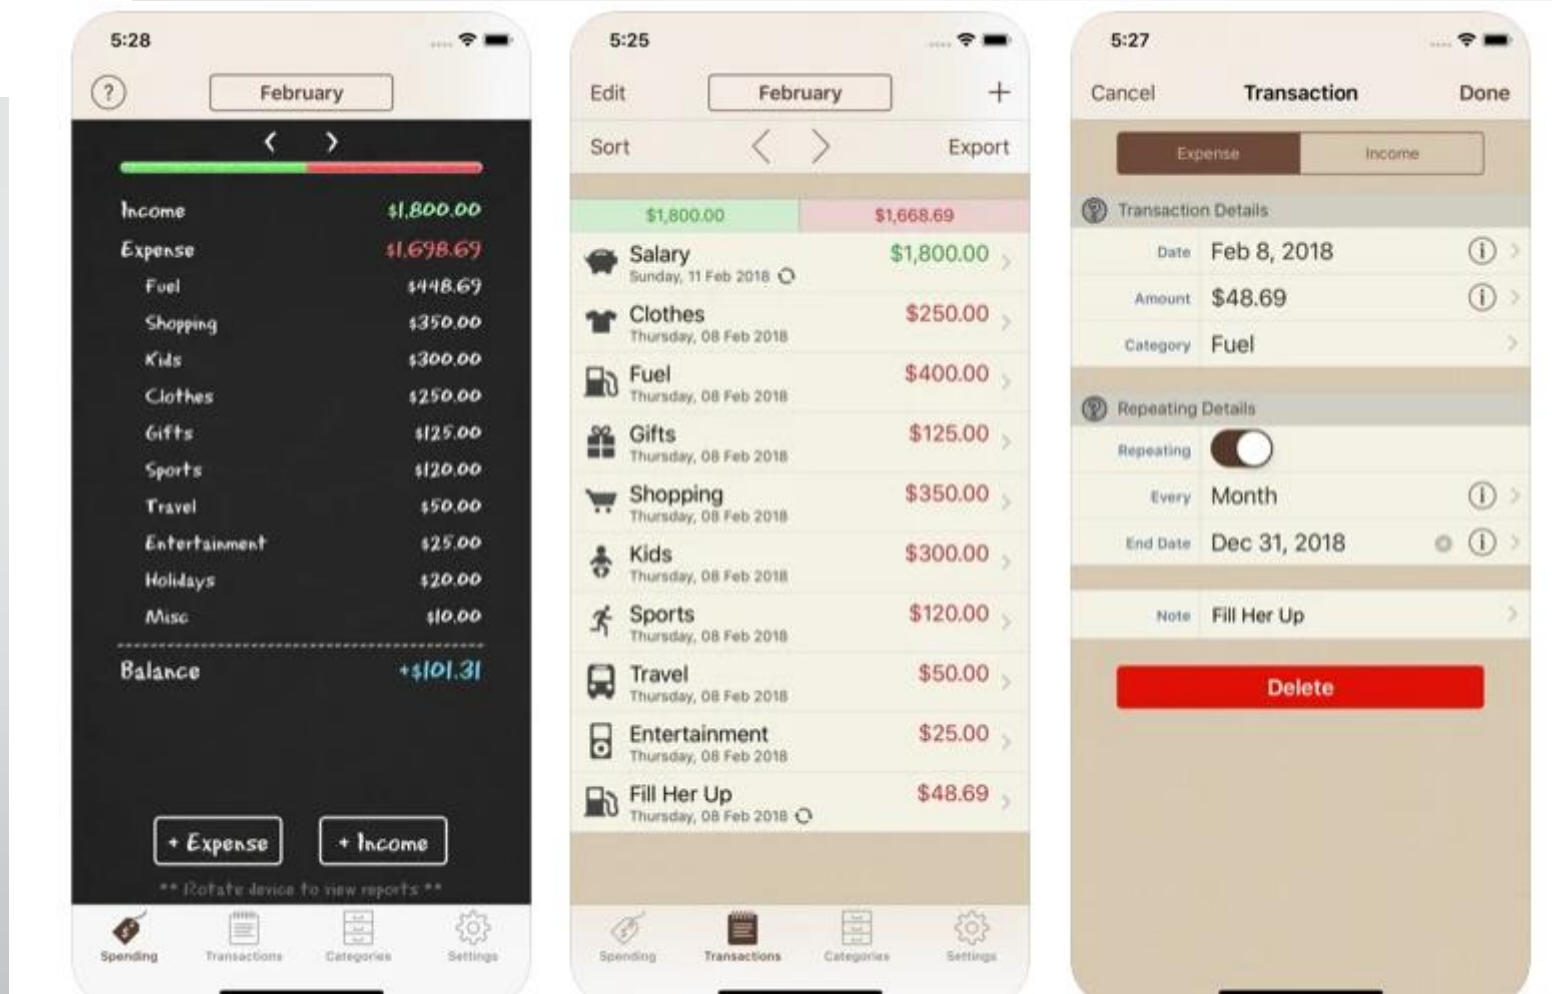 5:28
?
February
Income $1,800.00
Expense $1,698.69
Fuel $448.69
Shopping $350.00
Kids $300.00
Clothes $250.00
Gifts $125.00
Sports $120.00
Travel $50.00
Entertainment $25.00
Holidays $20.00
Misc $10.00
Balance +$101.31
+ Expense + Income
** Rotate device to view reports **
Spending Transactions Categories Settings
5:25
Edit February +
Sort Export
$1,800.00 $1,668.69
Salary $1,800.00
Sunday, 11 Feb 2018
Clothes $250.00
Thursday, 08 Feb 2018
Fuel $400.00
Thursday, 08 Feb 2018
Gifts $125.00
Thursday, 08 Feb 2018
Shopping $350.00
Thursday, 08 Feb 2018
Kids $300.00
Thursday, 08 Feb 2018
Sports $120.00
Thursday, 08 Feb 2018
Travel $50.00
Thursday, 08 Feb 2018
Entertainment $25.00
Thursday, 08 Feb 2018
Fill Her Up $48.69
Thursday, 08 Feb 2018
Spending Transactions Categories Settings
5:27
Cancel Transaction Done
Expense Income
Transaction Details
Date Feb 8, 2018
Amount $48.69
Category Fuel
Repeating Details
Repeating
Every Month
End Date Dec 31, 2018
Note Fill Her Up
Delete